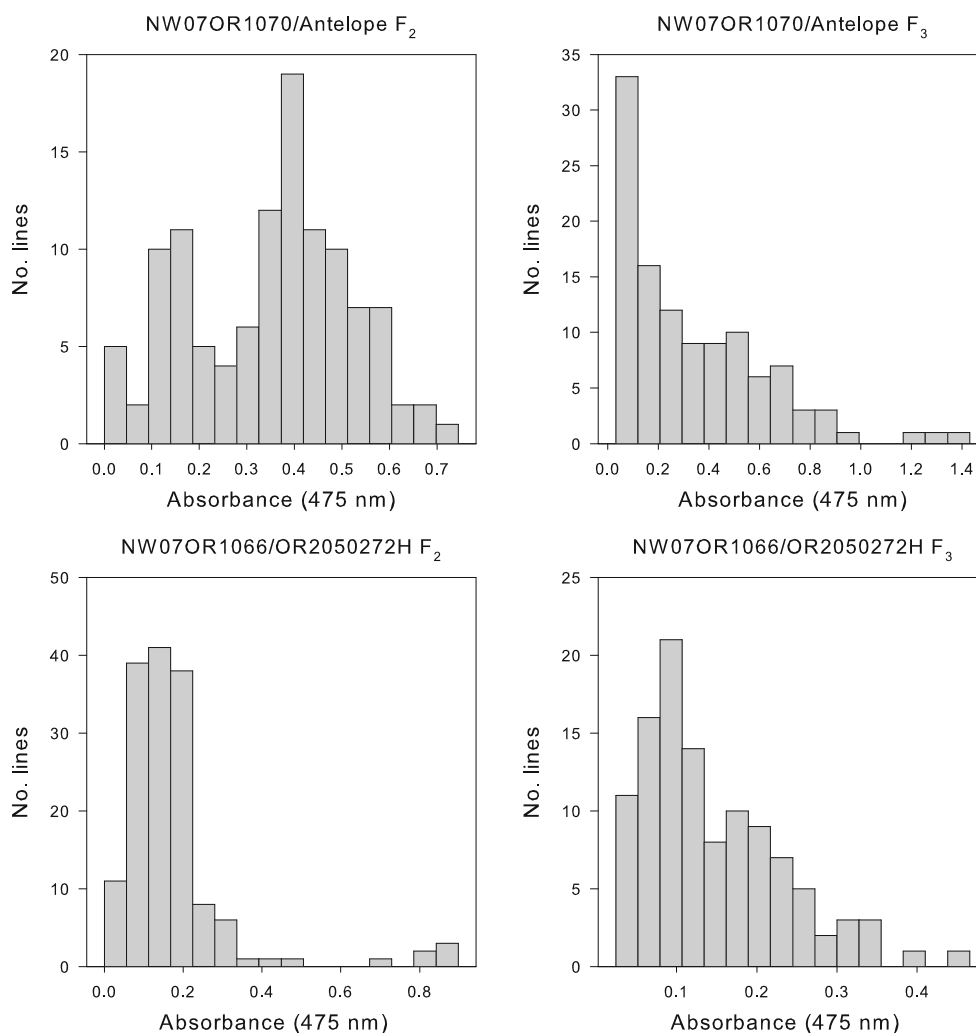 NW07OR1070/Antelope F2
20
15
10
5
0
No. lines
0.0 0.1 0.2 0.3 0.4 0.5 0.6 0.7
Absorbance (475 nm)
NW07OR1070/Antelope F3
35
30
25
20
15
10
5
0
No. lines
0.0 0.2 0.4 0.6 0.8 1.0 1.2 1.4
Absorbance (475 nm)
NW07OR1066/OR2050272H F2
50
40
30
20
10
0
No. lines
0.0 0.2 0.4 0.6 0.8
Absorbance (475 nm)
NW07OR1066/OR2050272H F3
25
20
15
10
5
0
No. lines
0.1 0.2 0.3 0.4
Absorbance (475 nm)